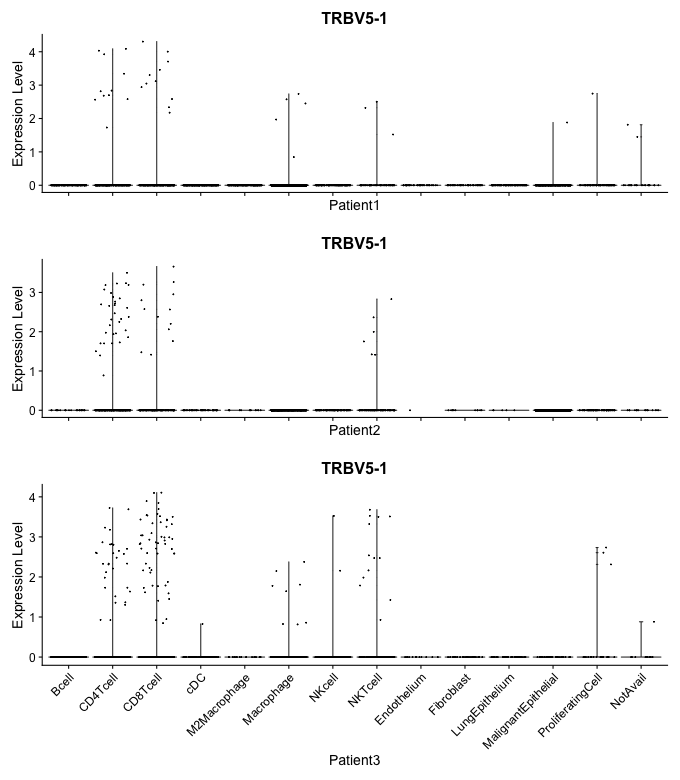 TRBV5-1
Expression Level
4
3
2
1
0
Patient1
TRBV5-1
Expression Level
3
2
1
0
Patient2
TRBV5-1
Expression Level
4
3
2
1
0
Bcell
CD4Tcell
CD8Tcell
cDC
M2Macrophage
Macrophage
NKcell
NKTcell
Endothelium
Fibroblast
LungEpithelium
MalignantEpithelial
ProliferatingCell
NotAvail
Patient3